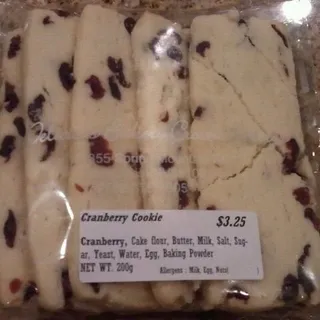 Cranberry Cookie $3.25
Cranberry, Cake flour, Butter, Milk, Salt, Sug-
ar, Yeast, Water, Egg, Baking Powder
NET WT. 200g Allergens : Milk, Egg,